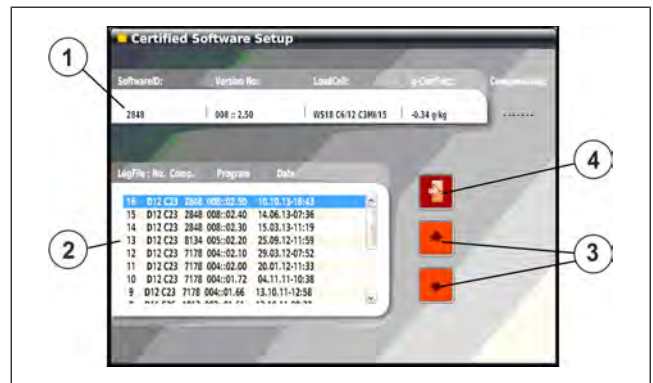 Certified Software Setup
1
SoftwareID: Version No: LoadCell:
2848 008 :: 2.50 WS18 C6/12 C3MI/15 -0.34 g/kg -------
4
LogFile : No. Comp. Program Date
16 D12 C23 2848 008::02.50 10.10.13-16:43
15 D12 C23 2848 008::02.40 14.06.13-07:36
14 D12 C23 2848 008::02.30 15.03.13-11:19
2
13 D12 C23 8134 005::02.20 25.09.12-11:59
3
12 D12 C23 7178 004::02.10 29.03.12-07:52
11 D12 C23 7178 004::02.00 20.01.12-11:33
10 D12 C23 7178 004::01.72 04.11.11-10:38
9 D12 C23 7178 004::01.66 13.10.11-12:58